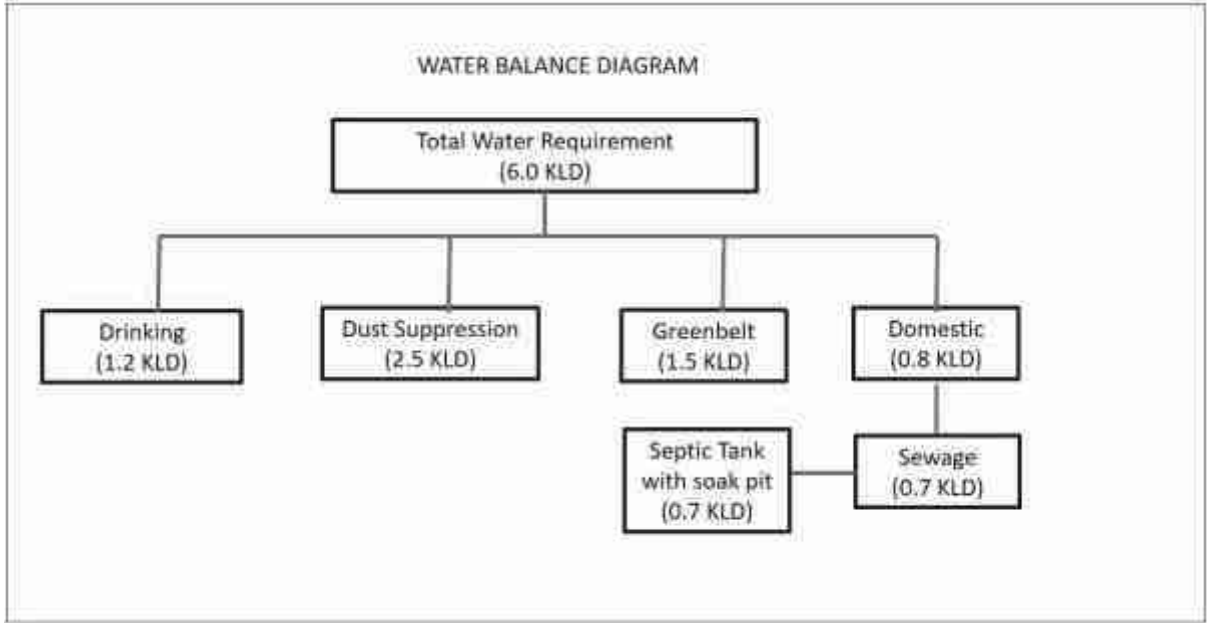 WATER BALANCE DIAGRAM
Total Water Requirement
(6.0 KLD)
Drinking
(1.2 KLD)
Dust Suppression
(2.5 KLD)
Greenbelt
(1.5 KLD)
Domestic
(0.8 KLD)
Septic Tank
with soak pit
(0.7 KLD)
Sewage
(0.7 KLD)